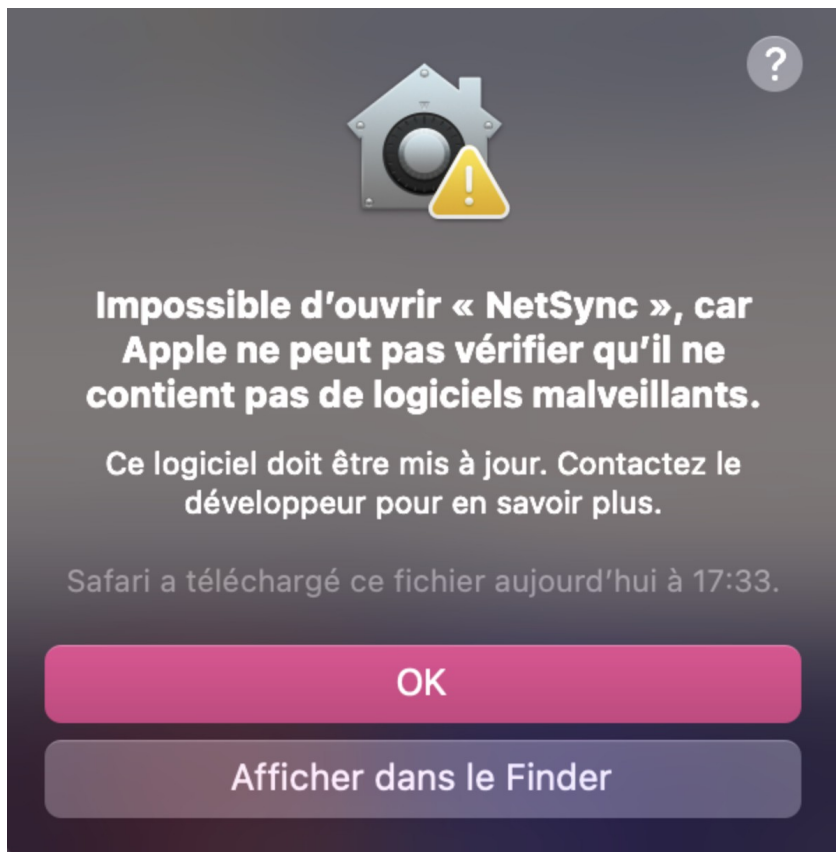 ?
Impossible d’ouvrir « NetSync », car
Apple ne peut pas vérifier qu’il ne
contient pas de logiciels malveillants.
Ce logiciel doit être mis à jour. Contactez le
développeur pour en savoir plus.
Safari a téléchargé ce fichier aujourd’hui à 17:33.
OK
Afficher dans le Finder